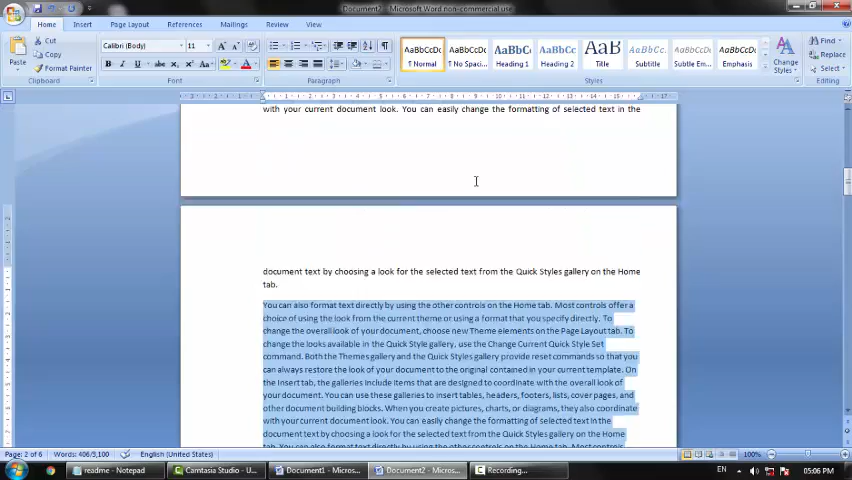 Document2 - Microsoft Word non-commercial use
Home Insert Page Layout References Mailings Review View
Paste Cut Copy Format Painter
Clipboard
Calibri (Body) 11
Font
Paragraph
AaBbCcDc AaBbCcDc AaBbCc AaBbCc AaB AaBbCc. AaBbCcDc AaBbCcDc
¶ Normal ¶ No Spaci... Heading 1 Heading 2 Title Subtitle Subtle Em... Emphasis
Change Styles
Styles
Find
Replace
Select
Editing
with your current document look. You can easily change the formatting of selected text in the
document text by choosing a look for the selected text from the Quick Styles gallery on the Home
tab.
You can also format text directly by using the other controls on the Home tab. Most controls offer a
choice of using the look from the current theme or using a format that you specify directly. To
change the overall look of your document, choose new Theme elements on the Page Layout tab. To
change the looks available in the Quick Style gallery, use the Change Current Quick Style Set
command. Both the Themes gallery and the Quick Styles gallery provide reset commands so that you
can always restore the look of your document to the original contained in your current template. On
the Insert tab, the galleries include items that are designed to coordinate with the overall look of
your document. You can use these galleries to insert tables, headers, footers, lists, cover pages, and
other document building blocks. When you create pictures, charts, or diagrams, they also coordinate
with your current document look. You can easily change the formatting of selected text in the
document text by choosing a look for the selected text from the Quick Styles gallery on the Home
tab. You can also format text directly by using the other controls on the Home tab. Most controls
Page: 2 of 6 Words: 406/5,100 English (United States) 100%
readme - Notepad Camtasia Studio - U... Document1 - Micros... Document2 - Micros... Recording... EN 05:06 PM